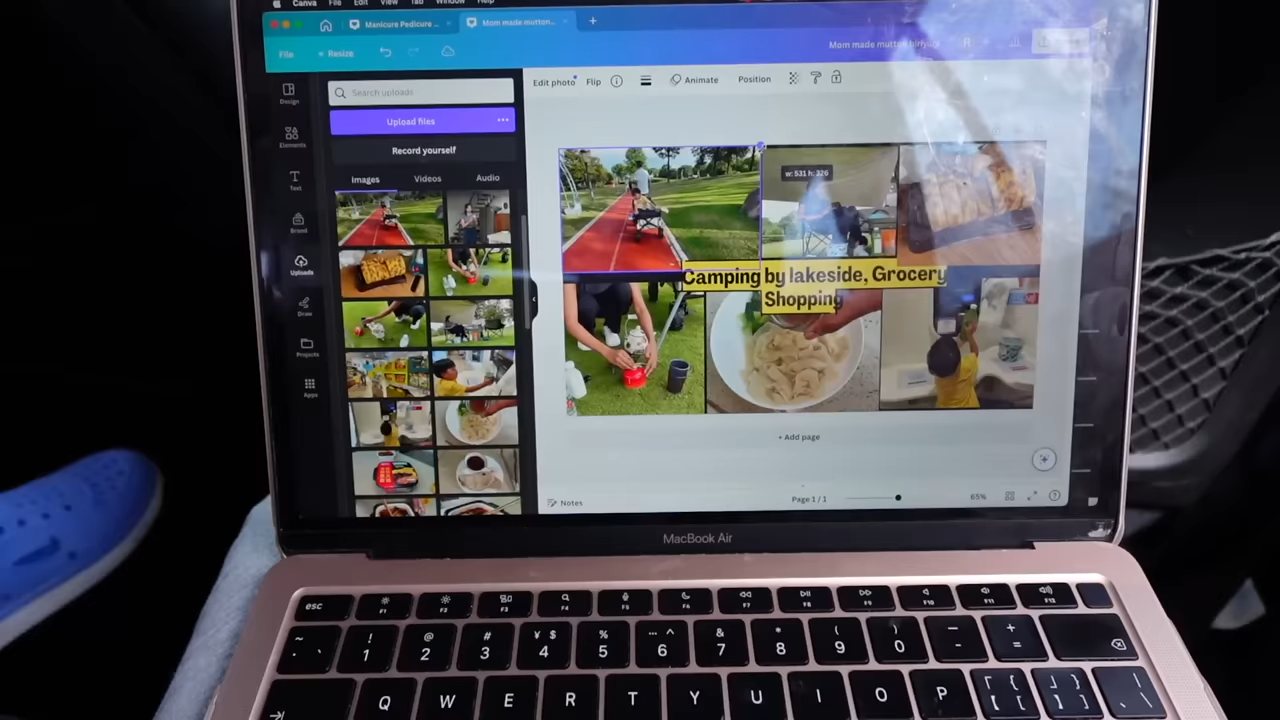 Canva File Edit View Tab Window Help
Manicure Pedicure ...
Mom made mutton...
File
Resize
Mom made mutton biriyani
Design
Elements
Text
Brand
Uploads
Draw
Projects
Apps
Search uploads
Upload files
Record yourself
Images
Videos
Audio
Edit photo
Flip
Animate
Position
w: 531 h: 326
Camping by lakeside, Grocery
Shopping
+ Add page
Notes
Page 1 / 1
65%
MacBook Air
esc F1 F2 F3 F4 F5 F6 F7 F8 F9 F10 F11 F12
~ ! @ # ¥ $ % ... ^ & * ( ) — +
· ` 1 2 3 4 5 6 7 8 9 0 - =
Q W E R T Y U I O P 「 { [ 」 } ] | \